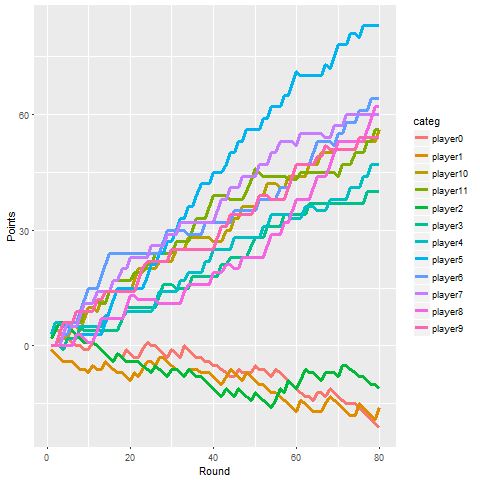 60
30
0
0
20
40
60
80
Round
Points
categ
player0
player1
player10
player11
player2
player3
player4
player5
player6
player7
player8
player9